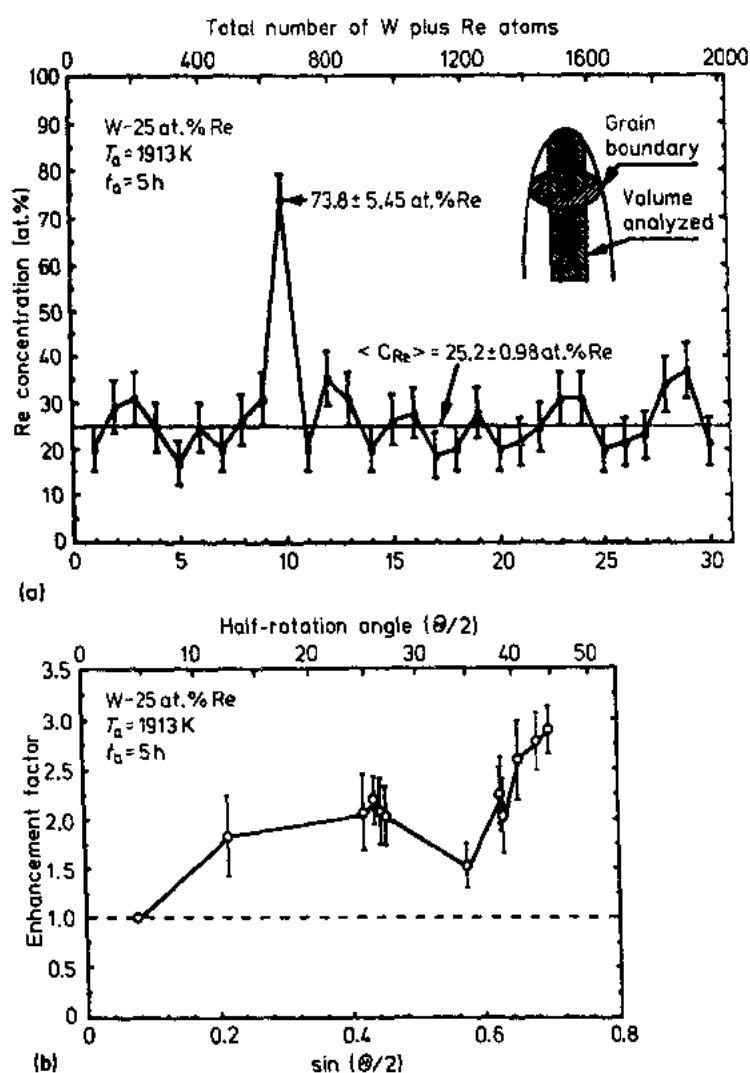 Total number of W plus Re atoms
0 400 600 800 1200 1600 2000
100
90
80
70
60
50
40
30
20
10
0
Re concentration (at.%)
W-25 at.% Re
Tₐ = 1913 K
tₐ = 5 h
73.8 ± 5.45 at.% Re
Grain boundary
Volume analyzed
< C_Re > = 25.2 ± 0.98 at.% Re
0 5 10 15 20 25 30
(a)
Half-rotation angle (Θ/2)
0 10 20 30 40 50
3.5
3.0
2.5
2.0
1.5
1.0
0.5
0
Enhancement factor
W-25 at.% Re
Tₐ = 1913 K
tₐ = 5 h
0 0.2 0.4 0.6 0.8
sin (Θ/2)
(b)